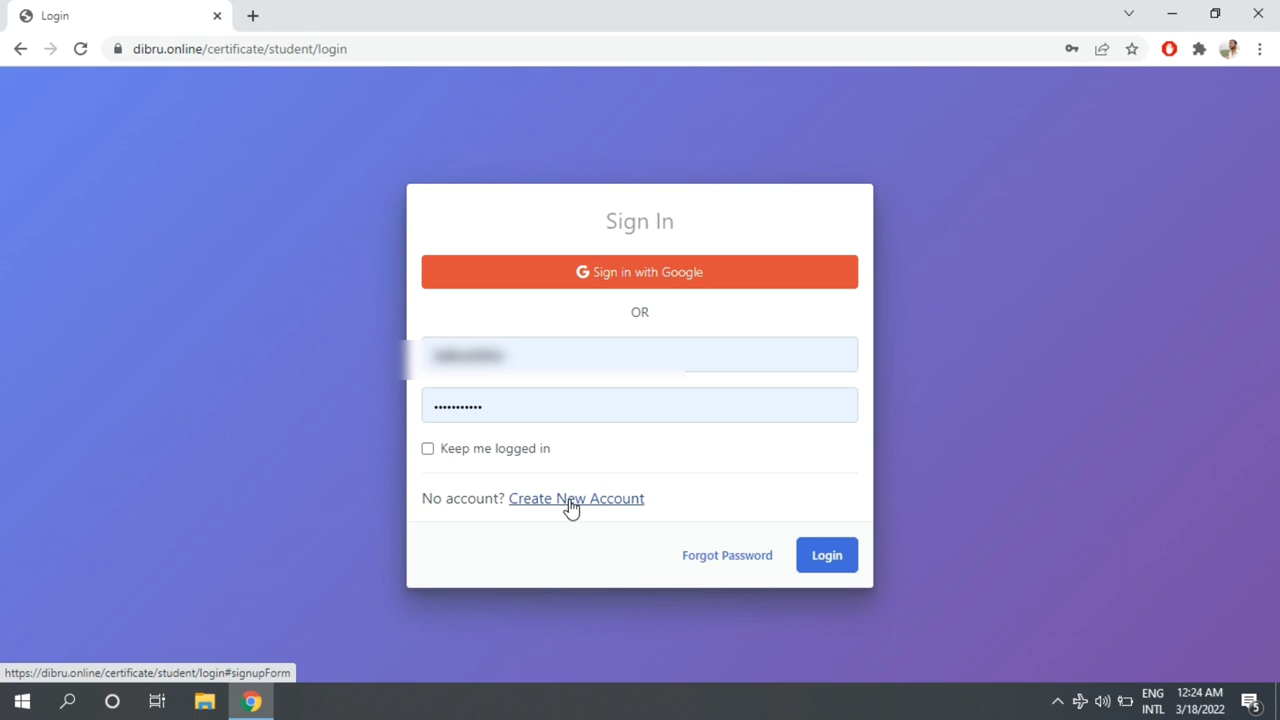 Login
dibru.online/certificate/student/login
Sign In
Sign in with Google
OR
•••••••••••
Keep me logged in
No account? Create New Account
Forgot Password
Login
https://dibru.online/certificate/student/login#signupForm
ENG
INTL
12:24 AM
3/18/2022
5